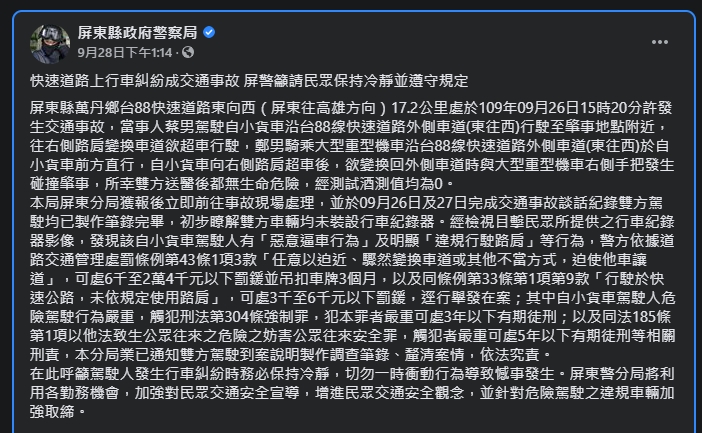 屏東縣政府警察局
9月28日下午1:14 ·
快速道路上行車糾紛成交通事故 屏警籲請民眾保持冷靜並遵守規定
屏東縣萬丹鄉台88快速道路東向西（屏東往高雄方向）17.2公里處於109年09月26日15時20分許發
生交通事故，當事人蔡男駕駛自小貨車沿台88線快速道路外側車道(東往西)行駛至肇事地點附近，
往右側路肩變換車道欲超車行駛，鄭男騎乘大型重型機車沿台88線快速道路外側車道(東往西)於自
小貨車前方直行，自小貨車向右側路肩超車後，欲變換回外側車道時與大型重型機車右側手把發生
碰撞肇事，所幸雙方送醫後都無生命危險，經測試酒測值均為0。
本局屏東分局獲報後立即前往事故現場處理，並於09月26日及27日完成交通事故談話紀錄雙方駕
駛均已製作筆錄完畢，初步瞭解雙方車輛均未裝設行車紀錄器。經檢視目擊民眾所提供之行車紀錄
器影像，發現該自小貨車駕駛人有「惡意逼車行為」及明顯「違規行駛路肩」等行為，警方依據道
路交通管理處罰條例第43條1項3款「任意以迫近、驟然變換車道或其他不當方式，迫使他車讓
道」，可處6千至2萬4千元以下罰鍰並吊扣車牌3個月，以及同條例第33條第1項第9款「行駛於快
速公路，未依規定使用路肩」，可處3千至6千元以下罰鍰，逕行舉發在案；其中自小貨車駕駛人危
險駕駛行為嚴重，觸犯刑法第304條強制罪，犯本罪者最重可處3年以下有期徒刑；以及同法185條
第1項以他法致生公眾往來之危險之妨害公眾往來安全罪，觸犯者最重可處5年以下有期徒刑等相關
刑責，本分局業已通知雙方駕駛到案說明製作調查筆錄、釐清案情，依法究責。
在此呼籲駕駛人發生行車糾紛時務必保持冷靜，切勿一時衝動行為導致憾事發生。屏東警分局將利
用各勤務機會，加強對民眾交通安全宣導，增進民眾交通安全觀念，並針對危險駕駛之違規車輛加
強取締。